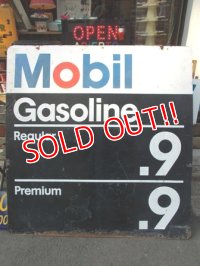 OPEN
Mobil
Gasoline
SOLD OUT!!
Regular
.9
Premium
.9